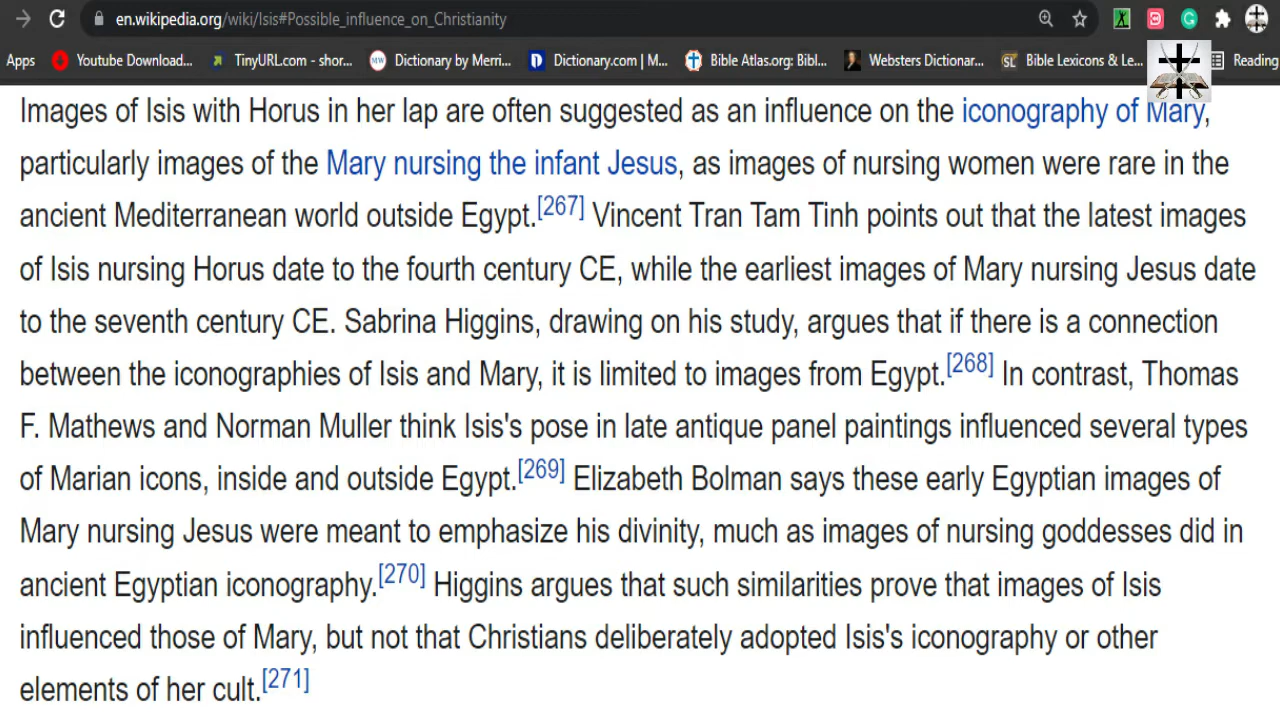 en.wikipedia.org/wiki/Isis#Possible_influence_on_Christianity
Apps Youtube Download... TinyURL.com - shor... MW Dictionary by Merri... D Dictionary.com | M... Bible Atlas.org: Bibl... Websters Dictionar... SL Bible Lexicons & Le... Reading
Images of Isis with Horus in her lap are often suggested as an influence on the iconography of Mary,
particularly images of the Mary nursing the infant Jesus, as images of nursing women were rare in the
ancient Mediterranean world outside Egypt.[267] Vincent Tran Tam Tinh points out that the latest images
of Isis nursing Horus date to the fourth century CE, while the earliest images of Mary nursing Jesus date
to the seventh century CE. Sabrina Higgins, drawing on his study, argues that if there is a connection
between the iconographies of Isis and Mary, it is limited to images from Egypt.[268] In contrast, Thomas
F. Mathews and Norman Muller think Isis's pose in late antique panel paintings influenced several types
of Marian icons, inside and outside Egypt.[269] Elizabeth Bolman says these early Egyptian images of
Mary nursing Jesus were meant to emphasize his divinity, much as images of nursing goddesses did in
ancient Egyptian iconography.[270] Higgins argues that such similarities prove that images of Isis
influenced those of Mary, but not that Christians deliberately adopted Isis's iconography or other
elements of her cult.[271]